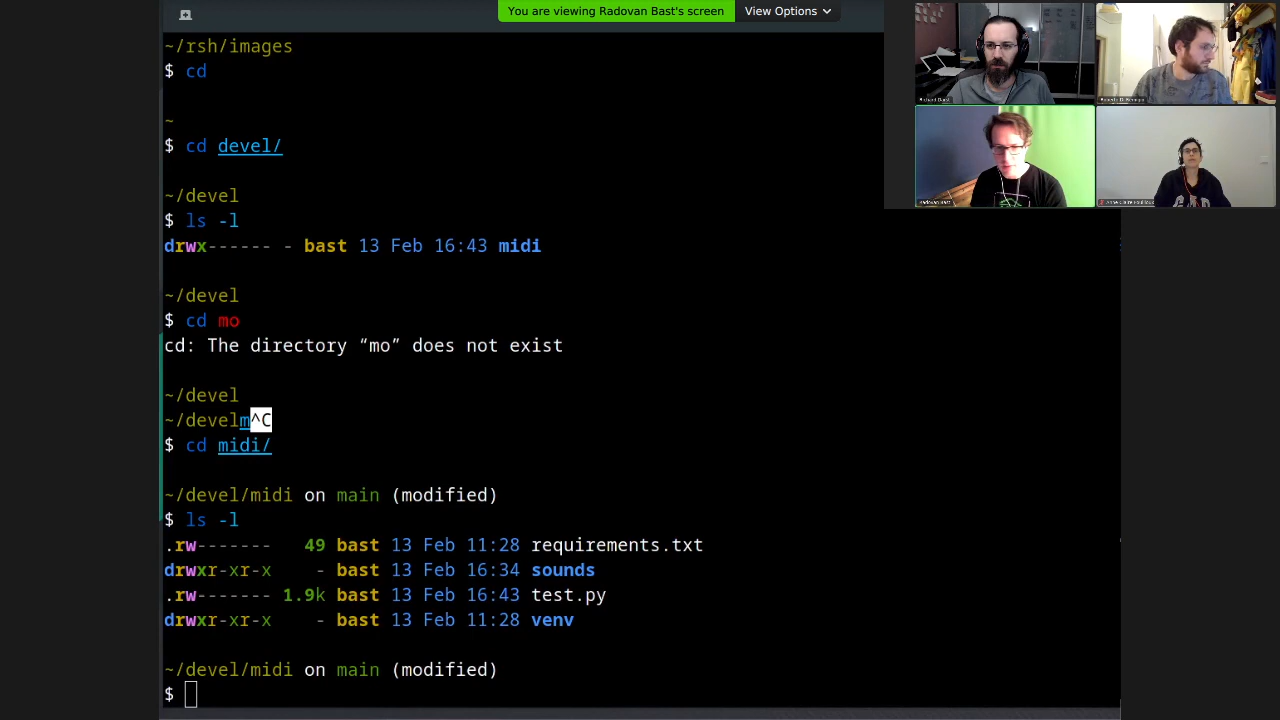 You are viewing Radovan Bast's screen
View Options
~/rsh/images
$ cd
~
$ cd devel/
~/devel
$ ls -l
drwx------ - bast 13 Feb 16:43 midi
~/devel
$ cd mo
cd: The directory “mo” does not exist
~/devel
~/develm^C
$ cd midi/
~/devel/midi on main (modified)
$ ls -l
.rw------- 49 bast 13 Feb 11:28 requirements.txt
drwxr-xr-x - bast 13 Feb 16:34 sounds
.rw------- 1.9k bast 13 Feb 16:43 test.py
drwxr-xr-x - bast 13 Feb 11:28 venv
~/devel/midi on main (modified)
$
Richard Darst
Radovan Bast